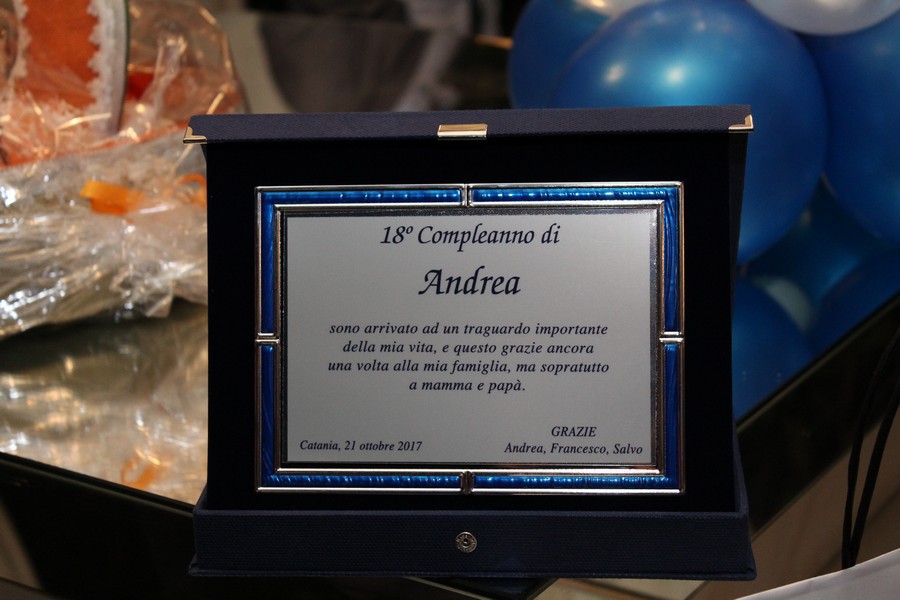 18º Compleanno di
Andrea
sono arrivato ad un traguardo importante
della mia vita, e questo grazie ancora
una volta alla mia famiglia, ma sopratutto
a mamma e papà.
GRAZIE
Catania, 21 ottobre 2017
Andrea, Francesco, Salvo